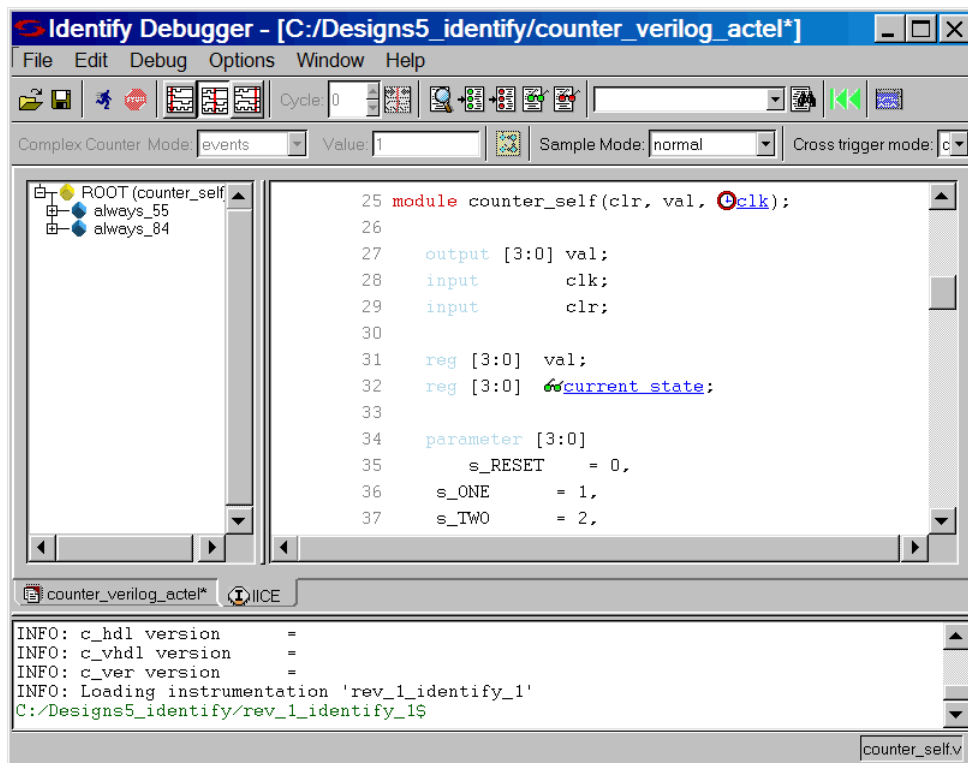 Identify Debugger - [C:/Designs5_identify/counter_verilog_actel*]
File Edit Debug Options Window Help
STOP Cycle: 0
Complex Counter Mode: events Value: 1 Sample Mode: normal Cross trigger mode: d
ROOT (counter_self
always_55
always_84
25 module counter_self(clr, val, clk);
26
27 output [3:0] val;
28 input clk;
29 input clr;
30
31 reg [3:0] val;
32 reg [3:0] current_state;
33
34 parameter [3:0]
35 s_RESET = 0,
36 s_ONE = 1,
37 s_TWO = 2,
counter_verilog_actel* IICE
INFO: c_hdl version =
INFO: c_vhdl version =
INFO: c_ver version =
INFO: Loading instrumentation 'rev_1_identify_1'
C:/Designs5_identify/rev_1_identify_1$
counter_self.v